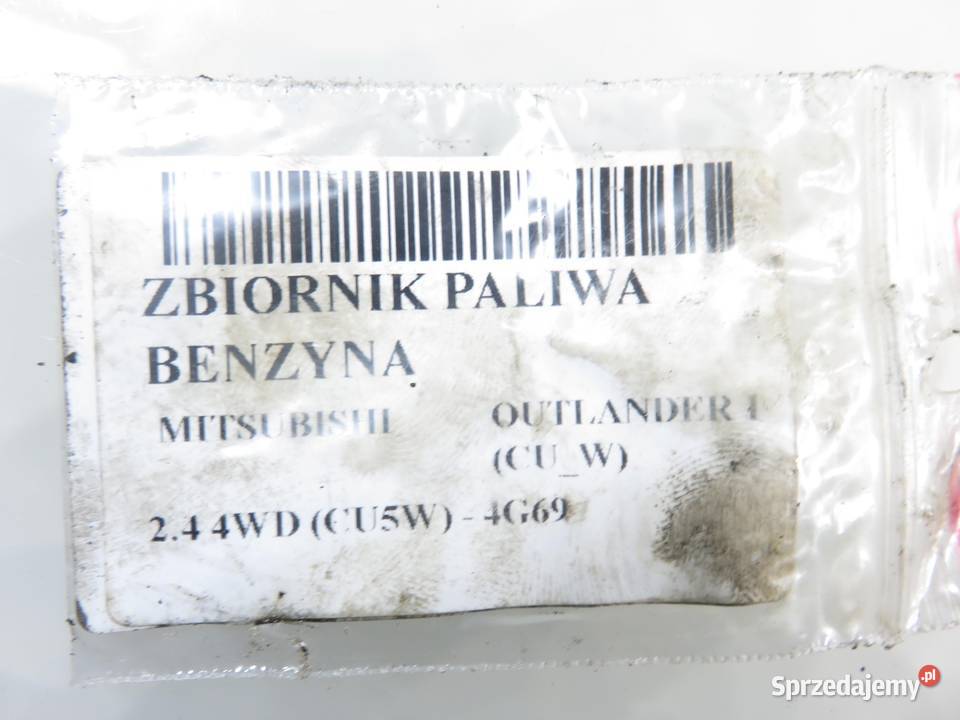 ZBIORNIK PALIWA
BENZYNA
MITSUBISHI OUTLANDER I
(CU_W)
2.4 4WD (CU5W) - 4G69
Sprzedajemy.pl